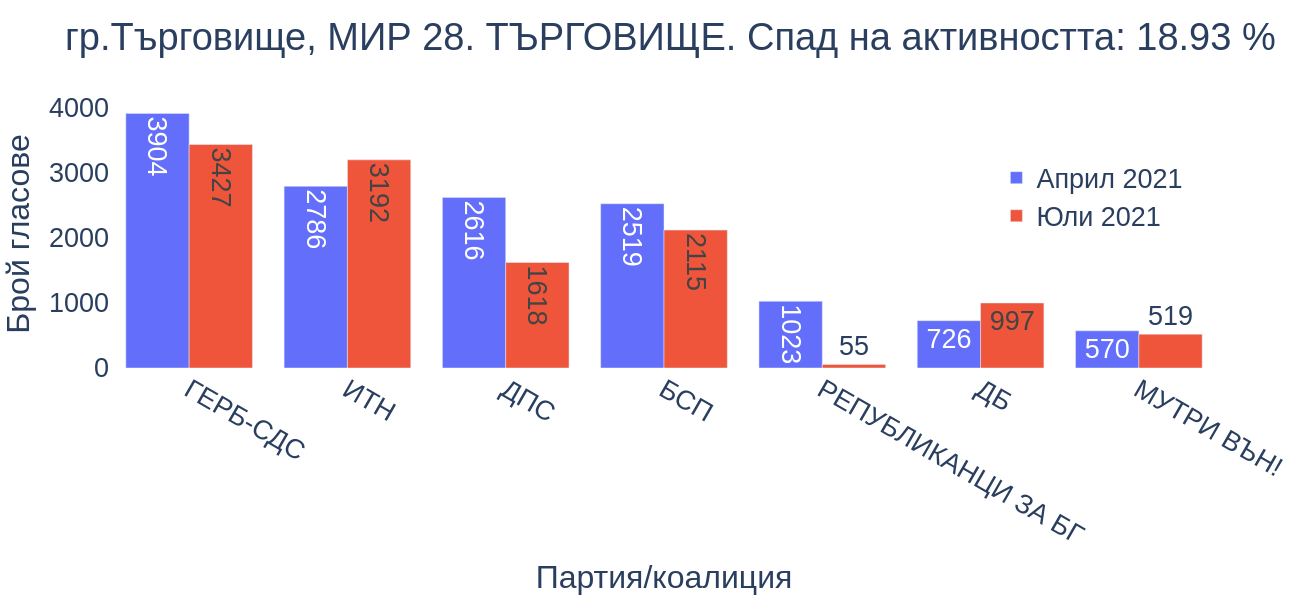 гр.Търговище, МИР 28. ТЪРГОВИЩЕ. Спад на активността: 18.93 %
Брой гласове
4000
3000
2000
1000
0
3904
3427
2786
3192
2616
1618
2519
2115
1023
55
726
997
570
519
Април 2021
Юли 2021
ГЕРБ-СДС
ИТН
ДПС
БСП
РЕПУБЛИКАНЦИ ЗА БГ
ДБ
МУТРИ ВЪН!
Партия/коалиция